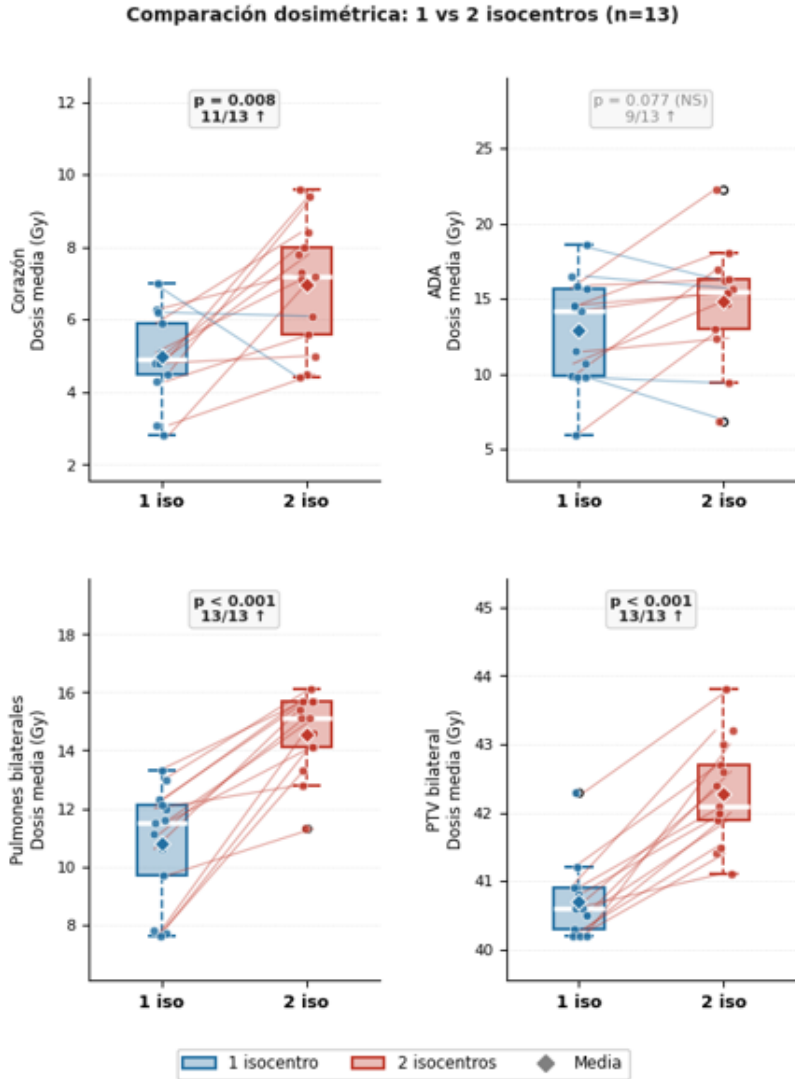 Comparación dosimétrica: 1 vs 2 isocentros (n=13)
p = 0.008
11/13 ↑
Corazón
Dosis media (Gy)
12
10
8
6
4
2
1 iso
2 iso
p = 0.077 (NS)
9/13 ↑
ADA
Dosis media (Gy)
25
20
15
10
5
1 iso
2 iso
p < 0.001
13/13 ↑
Pulmones bilaterales
Dosis media (Gy)
18
16
14
12
10
8
1 iso
2 iso
p < 0.001
13/13 ↑
PTV bilateral
Dosis media (Gy)
45
44
43
42
41
40
1 iso
2 iso
1 isocentro
2 isocentros
Media